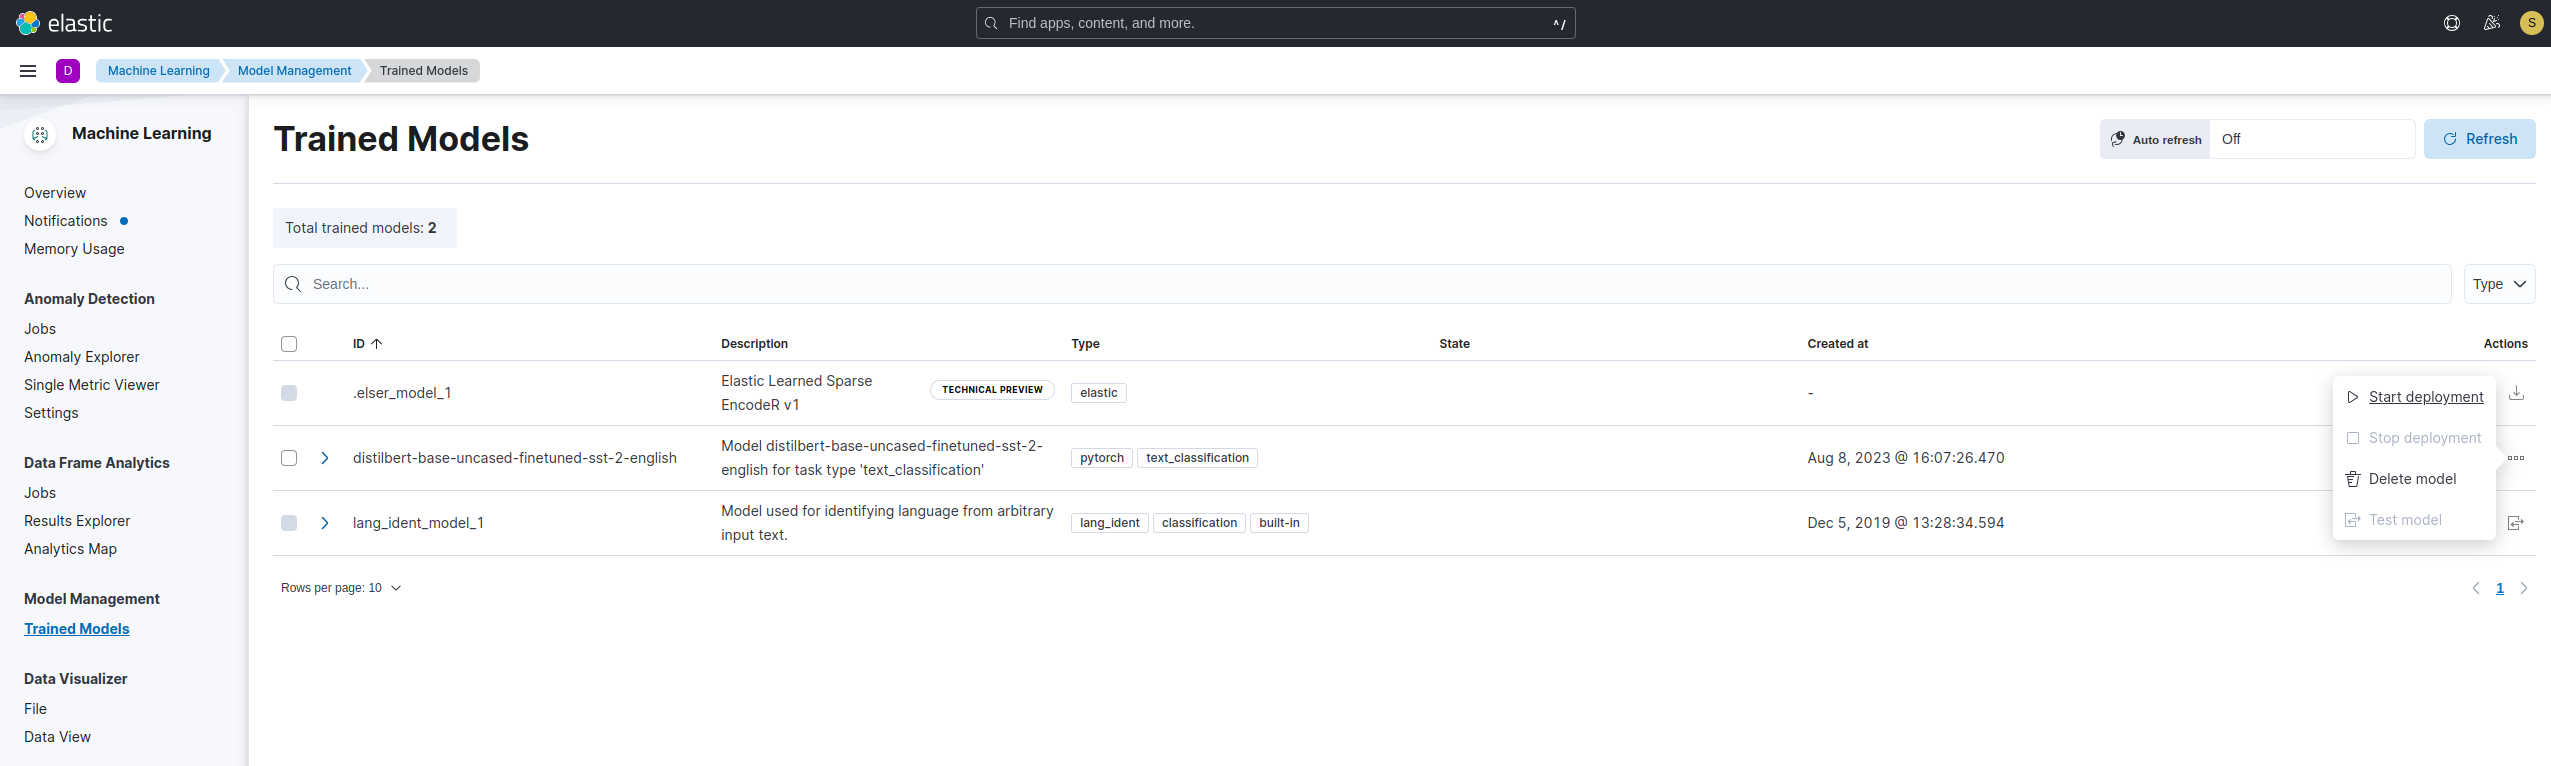 elastic
Find apps, content, and more.
^/
S
D
Machine Learning
Model Management
Trained Models
Machine Learning
Overview
Notifications
Memory Usage
Anomaly Detection
Jobs
Anomaly Explorer
Single Metric Viewer
Settings
Data Frame Analytics
Jobs
Results Explorer
Analytics Map
Model Management
Trained Models
Data Visualizer
File
Data View
Trained Models
Auto refresh
Off
Refresh
Total trained models: 2
Search...
Type
ID
Description
Type
State
Created at
Actions
.elser_model_1
Elastic Learned Sparse
EncodeR v1
TECHNICAL PREVIEW
elastic
-
distilbert-base-uncased-finetuned-sst-2-english
Model distilbert-base-uncased-finetuned-sst-2-
english for task type 'text_classification'
pytorch
text_classification
Aug 8, 2023 @ 16:07:26.470
lang_ident_model_1
Model used for identifying language from arbitrary
input text.
lang_ident
classification
built-in
Dec 5, 2019 @ 13:28:34.594
Start deployment
Stop deployment
Delete model
Test model
Rows per page: 10
1